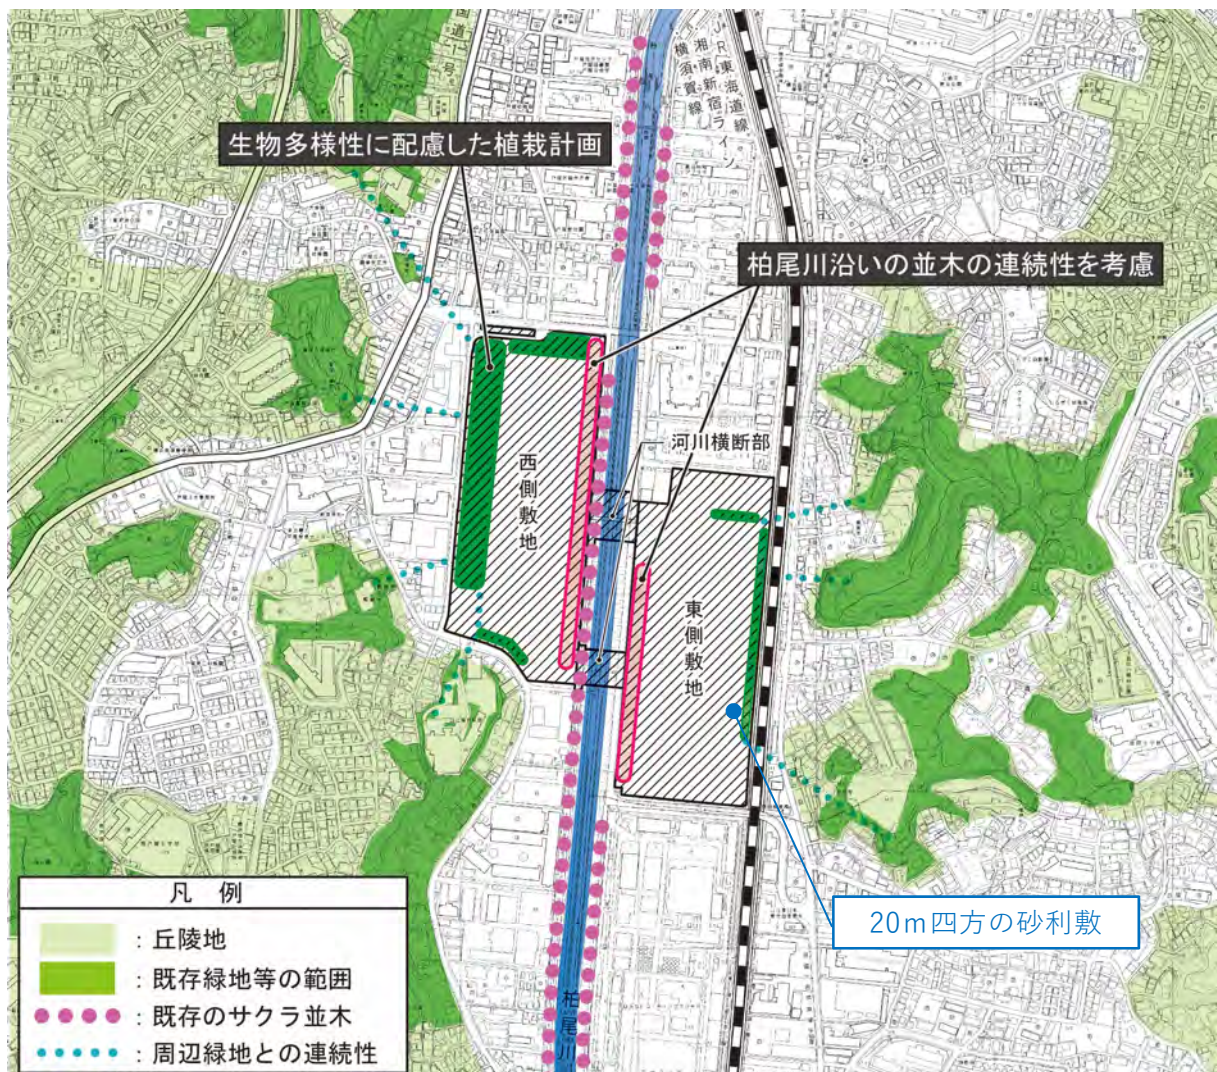 国道一号
JR東海道線
湘南新宿ライン
横須賀線
生物多様性に配慮した植栽計画
柏尾川沿いの並木の連続性を考慮
河川横断部
西側敷地
東側敷地
20m四方の砂利敷
柏尾川
凡 例
：丘陵地
：既存緑地等の範囲
：既存のサクラ並木
：周辺緑地との連続性